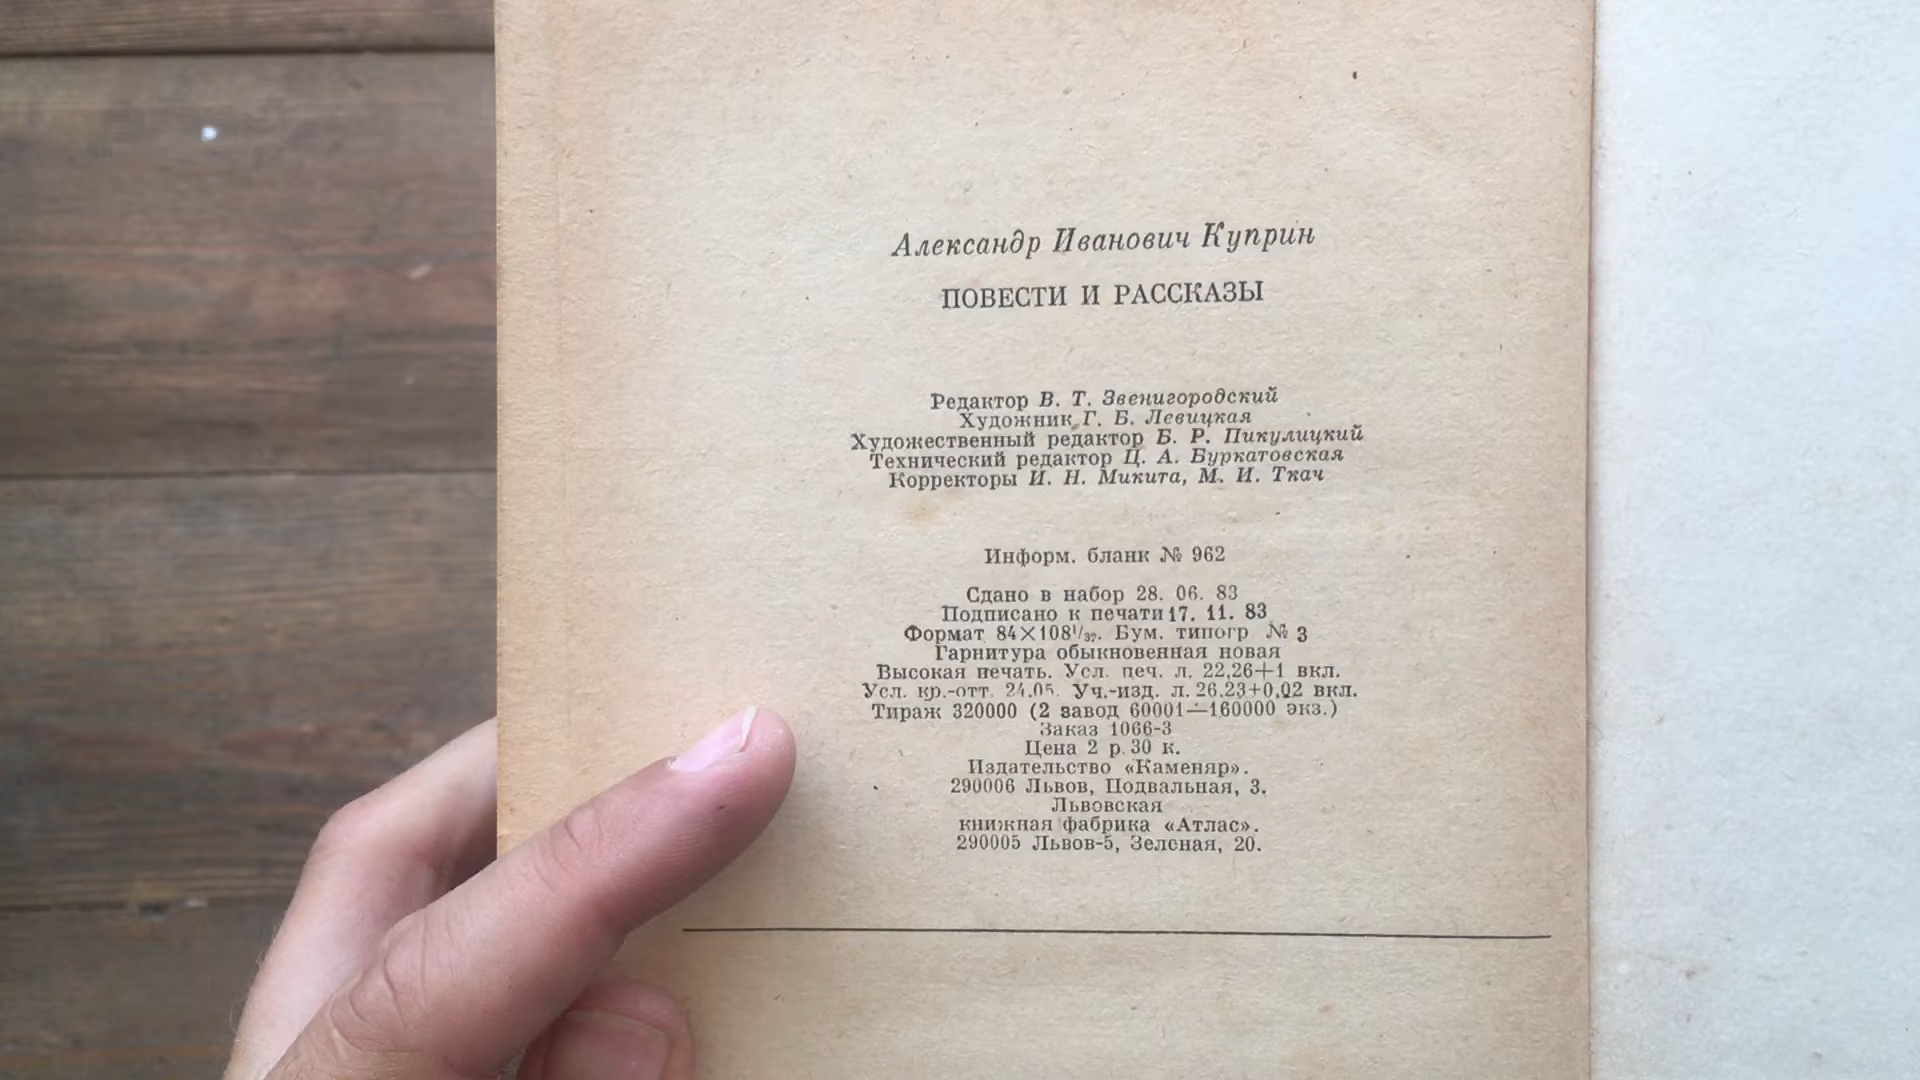 Александр Иванович Куприн
ПОВЕСТИ И РАССКАЗЫ
Редактор В. Т. Звенигородский
Художник Г. Б. Левицкая
Художественный редактор Б. Р. Пикулицкий
Технический редактор Ц. А. Буркатовская
Корректоры И. Н. Микита, М. И. Ткач
Информ. бланк № 962
Сдано в набор 28. 06. 83
Подписано к печати 17. 11. 83
Формат 84×108¹/₃₂. Бум. типогр № 3
Гарнитура обыкновенная новая
Высокая печать. Усл. печ. л. 22,26+1 вкл.
Усл. кр.-отт. 24.05. Уч.-изд. л. 26.23+0,02 вкл.
Тираж 320000 (2 завод 60001—160000 экз.)
Заказ 1066-3
Цена 2 р. 30 к.
Издательство «Каменяр».
290006 Львов, Подвальная, 3.
Львовская
книжная фабрика «Атлас».
290005 Львов-5, Зеленая, 20.